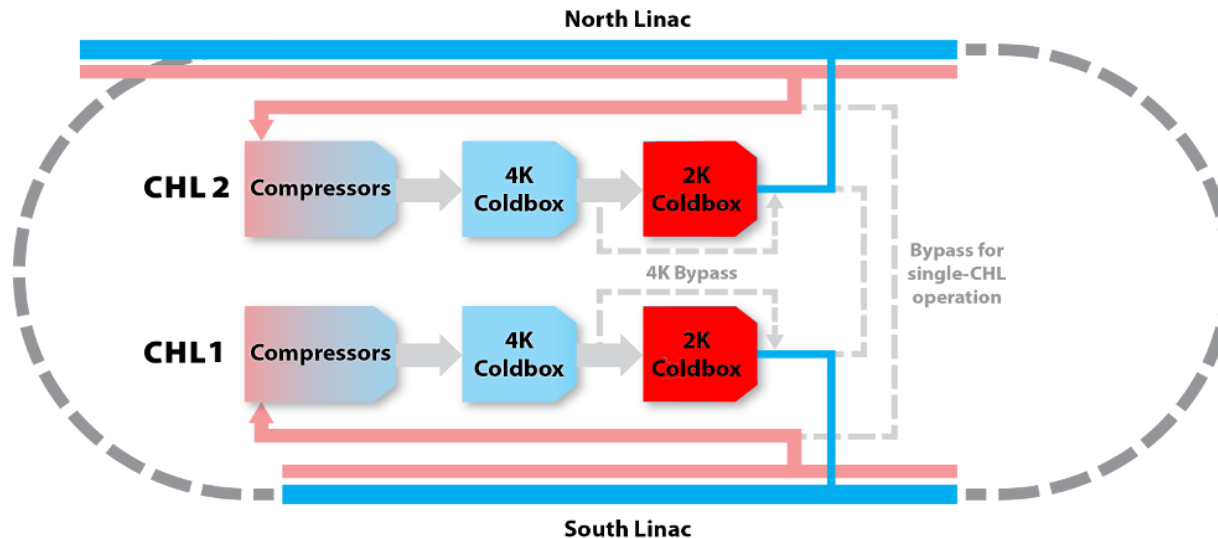 North Linac
CHL 2
Compressors
4K
Coldbox
2K
Coldbox
4K Bypass
Bypass for
single-CHL
operation
CHL1
Compressors
4K
Coldbox
2K
Coldbox
South Linac